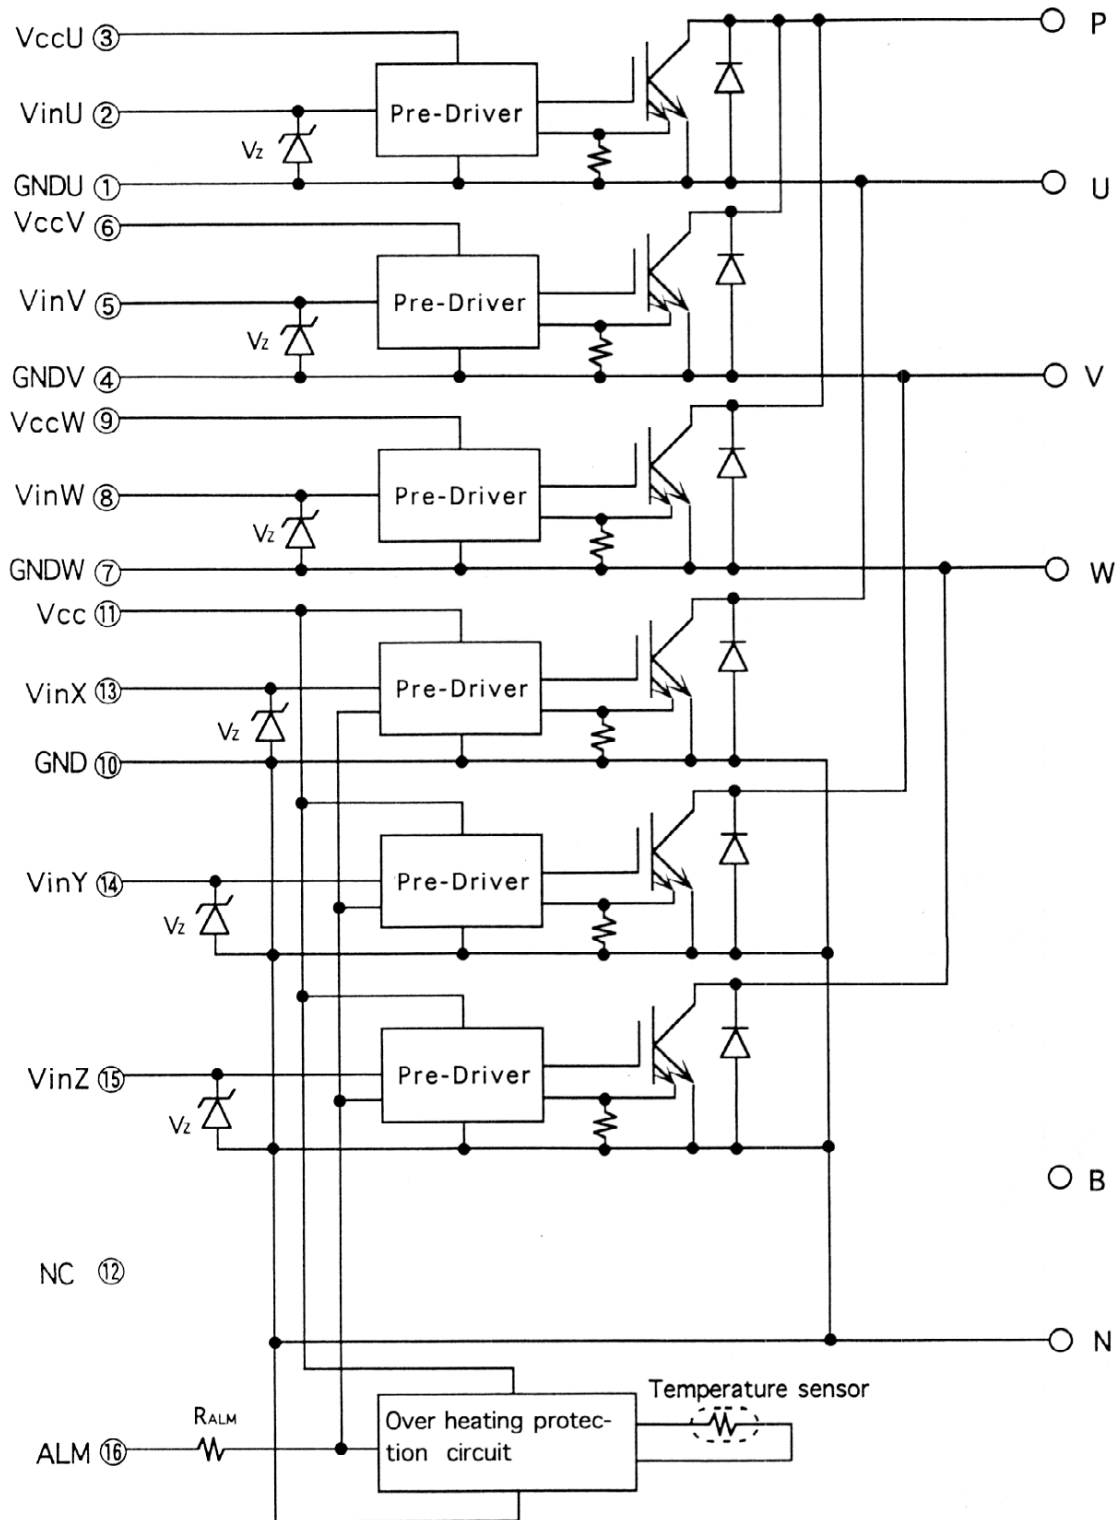 VccU ③
P
VinU ②
Pre-Driver
Vz
GNDU ①
U
VccV ⑥
VinV ⑤
Pre-Driver
Vz
GNDV ④
V
VccW ⑨
VinW ⑧
Pre-Driver
Vz
GNDW ⑦
W
Vcc ⑪
VinX ⑬
Pre-Driver
Vz
GND ⑩
VinY ⑭
Pre-Driver
Vz
VinZ ⑮
Pre-Driver
Vz
B
NC ⑫
N
Temperature sensor
RALM
Over heating protec-
tion circuit
ALM ⑯